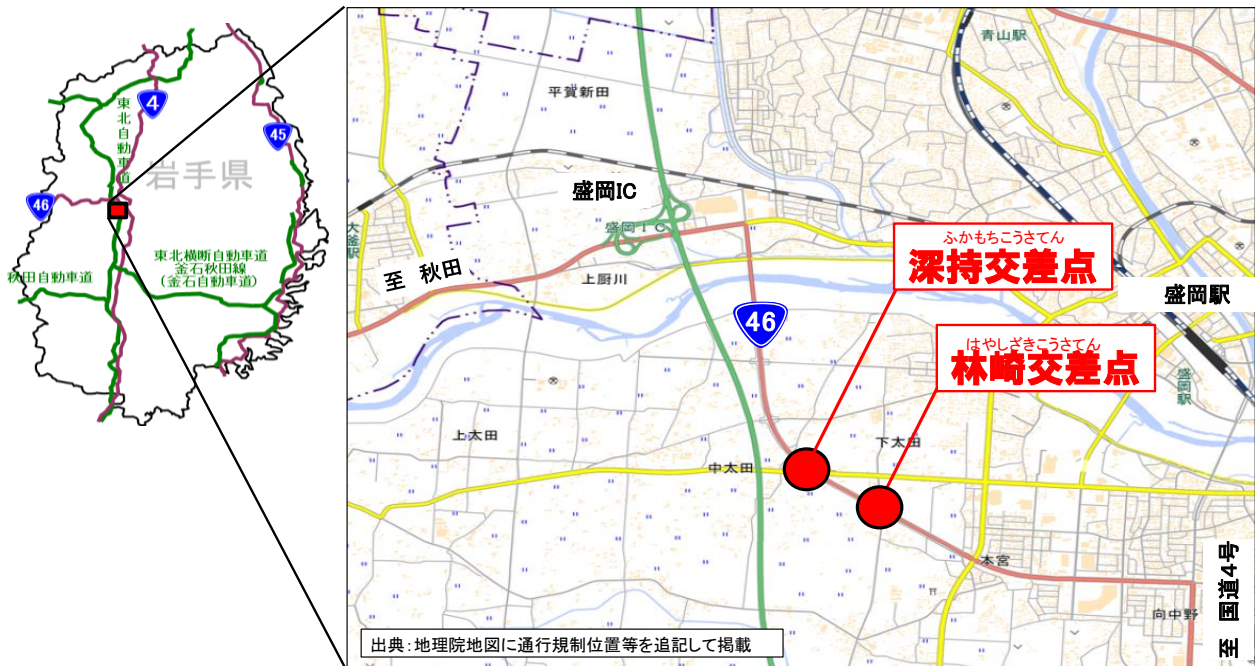 東北自動車道
4
45
岩手県
46
東北横断自動車道
釜石秋田線
(釜石自動車道)
秋田自動車道
青山駅
平賀新田
盛岡IC
盛岡IC
大釜駅
至 秋田
上厨川
ふかもちこうさてん
深持交差点
盛岡駅
46
はやしざきこうさてん
林崎交差点
盛岡駅
上太田
下太田
中太田
本宮
向中野
至 国道4号
出典:地理院地図に通行規制位置等を追記して掲載